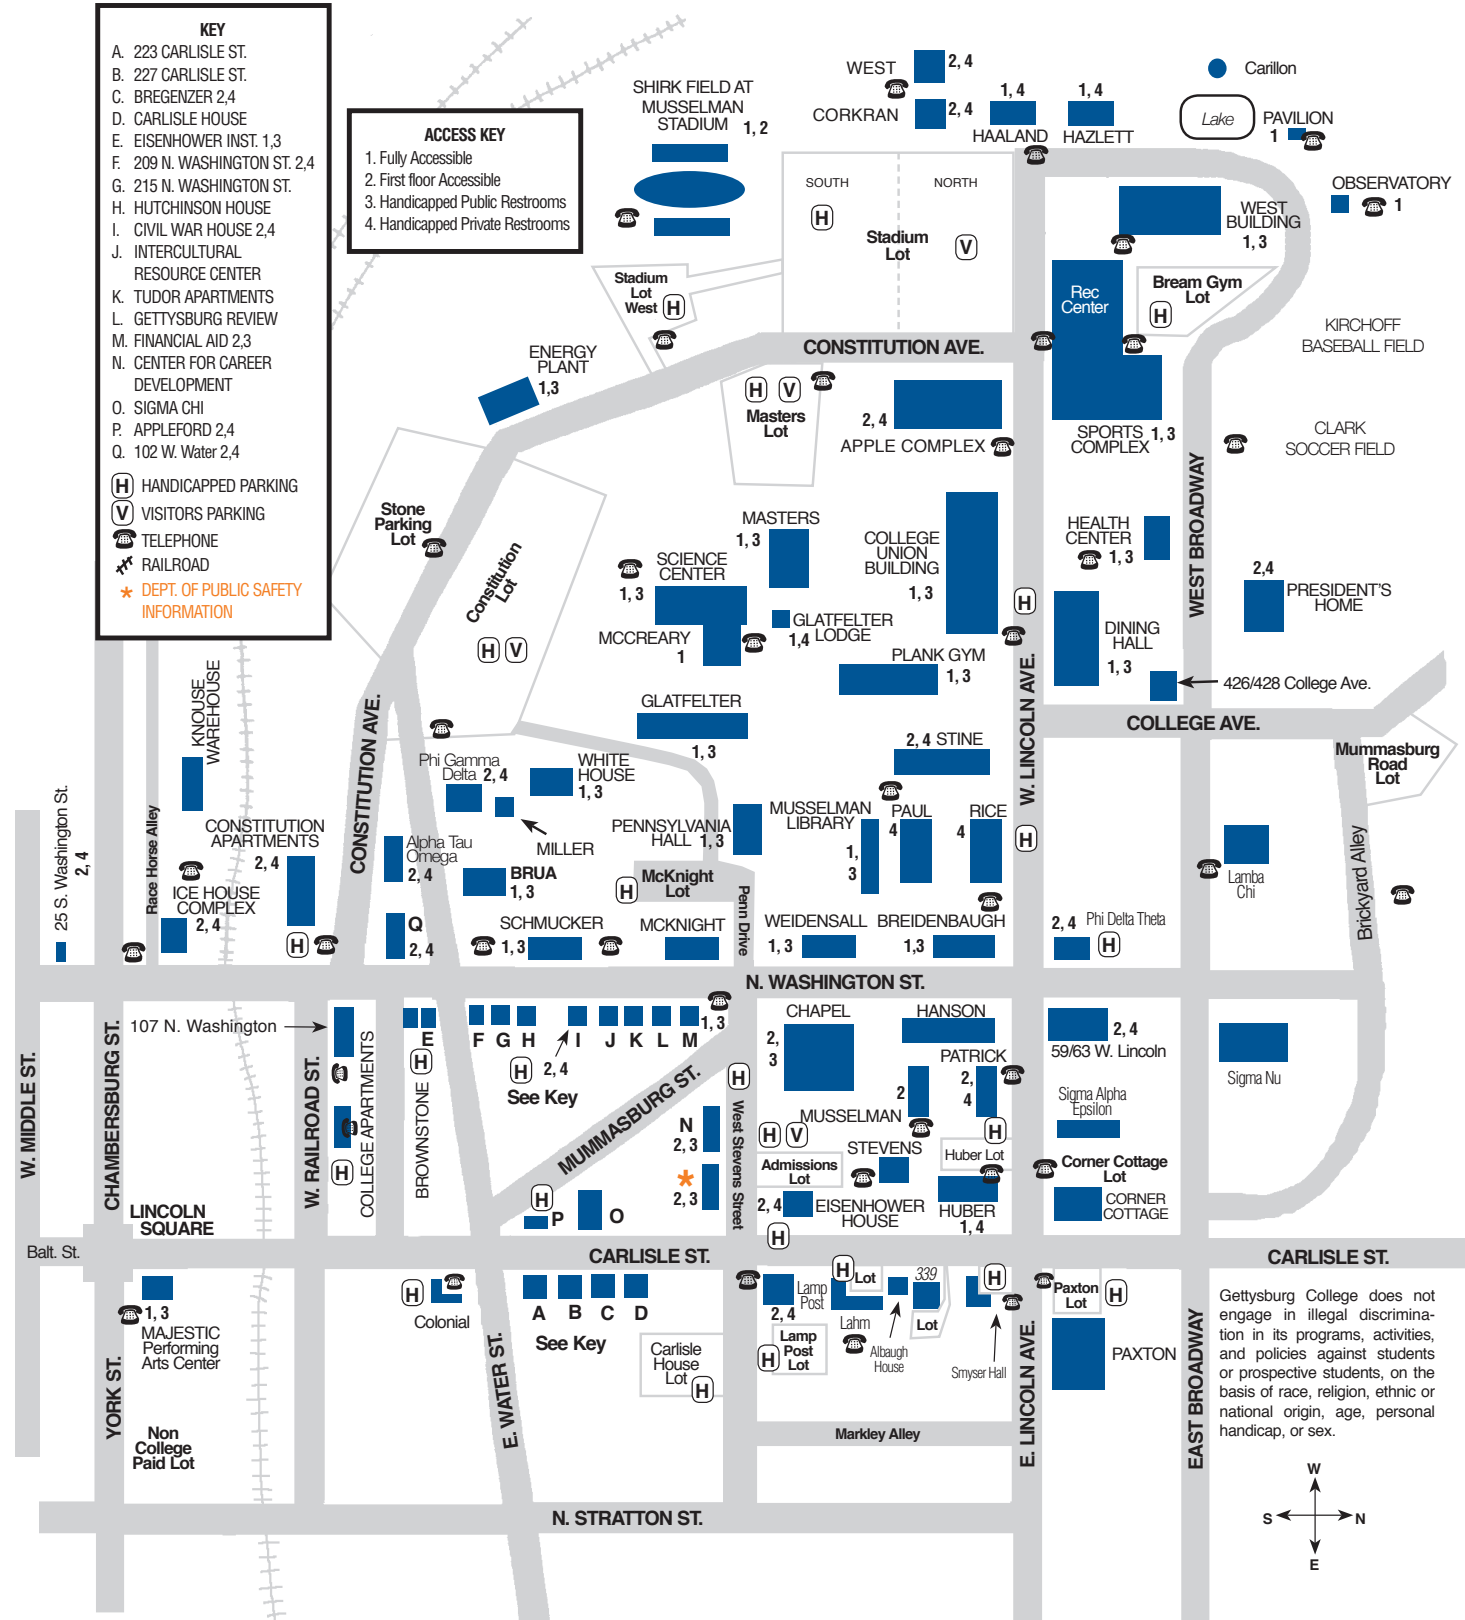 KEY
A. 223 CARLISLE ST.
B. 227 CARLISLE ST.
C. BREGENZER 2,4
D. CARLISLE HOUSE
E. EISENHOWER INST. 1,3
F. 209 N. WASHINGTON ST. 2,4
G. 215 N. WASHINGTON ST.
H. HUTCHINSON HOUSE
I. CIVIL WAR HOUSE 2,4
J. INTERCULTURAL
RESOURCE CENTER
K. TUDOR APARTMENTS
L. GETTYSBURG REVIEW
M. FINANCIAL AID 2,3
N. CENTER FOR CAREER
DEVELOPMENT
O. SIGMA CHI
P. APPLEFORD 2,4
Q. 102 W. Water 2,4
H HANDICAPPED PARKING
V VISITORS PARKING
TELEPHONE
RAILROAD
* DEPT. OF PUBLIC SAFETY
INFORMATION
ACCESS KEY
1. Fully Accessible
2. First floor Accessible
3. Handicapped Public Restrooms
4. Handicapped Private Restrooms
SHIRK FIELD AT
MUSSELMAN
STADIUM 1, 2
WEST 2, 4
CORKRAN 2, 4
1, 4
HAALAND
1, 4
HAZLETT
Carillon
Lake
PAVILION
1
OBSERVATORY
1
SOUTH
NORTH
H
Stadium
Lot
V
WEST
BUILDING
1, 3
Stadium
Lot
West H
Rec
Center
Bream Gym
Lot
H
KIRCHOFF
BASEBALL FIELD
CONSTITUTION AVE.
ENERGY
PLANT
1,3
H V
Masters
Lot
2, 4
APPLE COMPLEX
SPORTS
COMPLEX 1, 3
CLARK
SOCCER FIELD
WEST BROADWAY
Stone
Parking
Lot
Constitution
Lot
H V
MASTERS
1, 3
SCIENCE
CENTER
1, 3
MCCREARY
1
GLATFELTER
LODGE
1,4
COLLEGE
UNION
BUILDING
1, 3
HEALTH
CENTER
1, 3
H
DINING
HALL
1, 3
2, 4
PRESIDENT'S
HOME
426/428 College Ave.
PLANK GYM
1, 3
W. LINCOLN AVE.
COLLEGE AVE.
GLATFELTER
1, 3
2, 4 STINE
Mummasburg
Road
Lot
KNOUSE
WAREHOUSE
CONSTITUTION AVE.
Phi Gamma
Delta 2, 4
WHITE
HOUSE
1, 3
MILLER
PENNSYLVANIA
HALL 1, 3
MUSSELMAN
LIBRARY
1,
3
PAUL
4
RICE
4
H
Lamba
Chi
Brickyard Alley
25 S. Washington St.
2, 4
Race Horse Alley
CONSTITUTION
APARTMENTS
2, 4
ICE HOUSE
COMPLEX
2, 4
H
Alpha Tau
Omega
2, 4
BRUA
1, 3
H
McKnight
Lot
Penn Drive
Q
2, 4
SCHMUCKER
1, 3
MCKNIGHT
WEIDENSALL
1, 3
BREIDENBAUGH
1,3
2, 4
Phi Delta Theta
H
N. WASHINGTON ST.
107 N. Washington
E
H
F G H I J K L M
1, 3
H
2, 4
See Key
CHAPEL
2,
3
HANSON
PATRICK
2,
4
2
MUSSELMAN
2, 4
59/63 W. Lincoln
Sigma Nu
Sigma Alpha
Epsilon
W. MIDDLE ST.
CHAMBERSBURG ST.
W. RAILROAD ST.
COLLEGE APARTMENTS
H
BROWNSTONE
MUMMASBURG ST.
H
West Stevens Street
N
2, 3
*
2, 3
H
P
O
H V
Admissions
Lot
STEVENS
H
Huber Lot
Corner Cottage
Lot
CORNER
COTTAGE
2, 4
EISENHOWER
HOUSE
H
HUBER
1, 4
LINCOLN
SQUARE
Balt. St.
CARLISLE ST.
CARLISLE ST.
1, 3
MAJESTIC
Performing
Arts Center
H
Colonial
A B C D
See Key
Carlisle
House
Lot
H
Lamp
Post
2, 4
Lamp
Post
Lot
H
H
Lot
Lahm
339
Lot
Albaugh
House
H
Smyser Hall
Paxton
Lot
H
PAXTON
Gettysburg College does not
engage in illegal discrimina-
tion in its programs, activities,
and policies against students
or prospective students, on the
basis of race, religion, ethnic or
national origin, age, personal
handicap, or sex.
YORK ST.
Non
College
Paid Lot
E. WATER ST.
Markley Alley
E. LINCOLN AVE.
EAST BROADWAY
N. STRATTON ST.
W
S
N
E